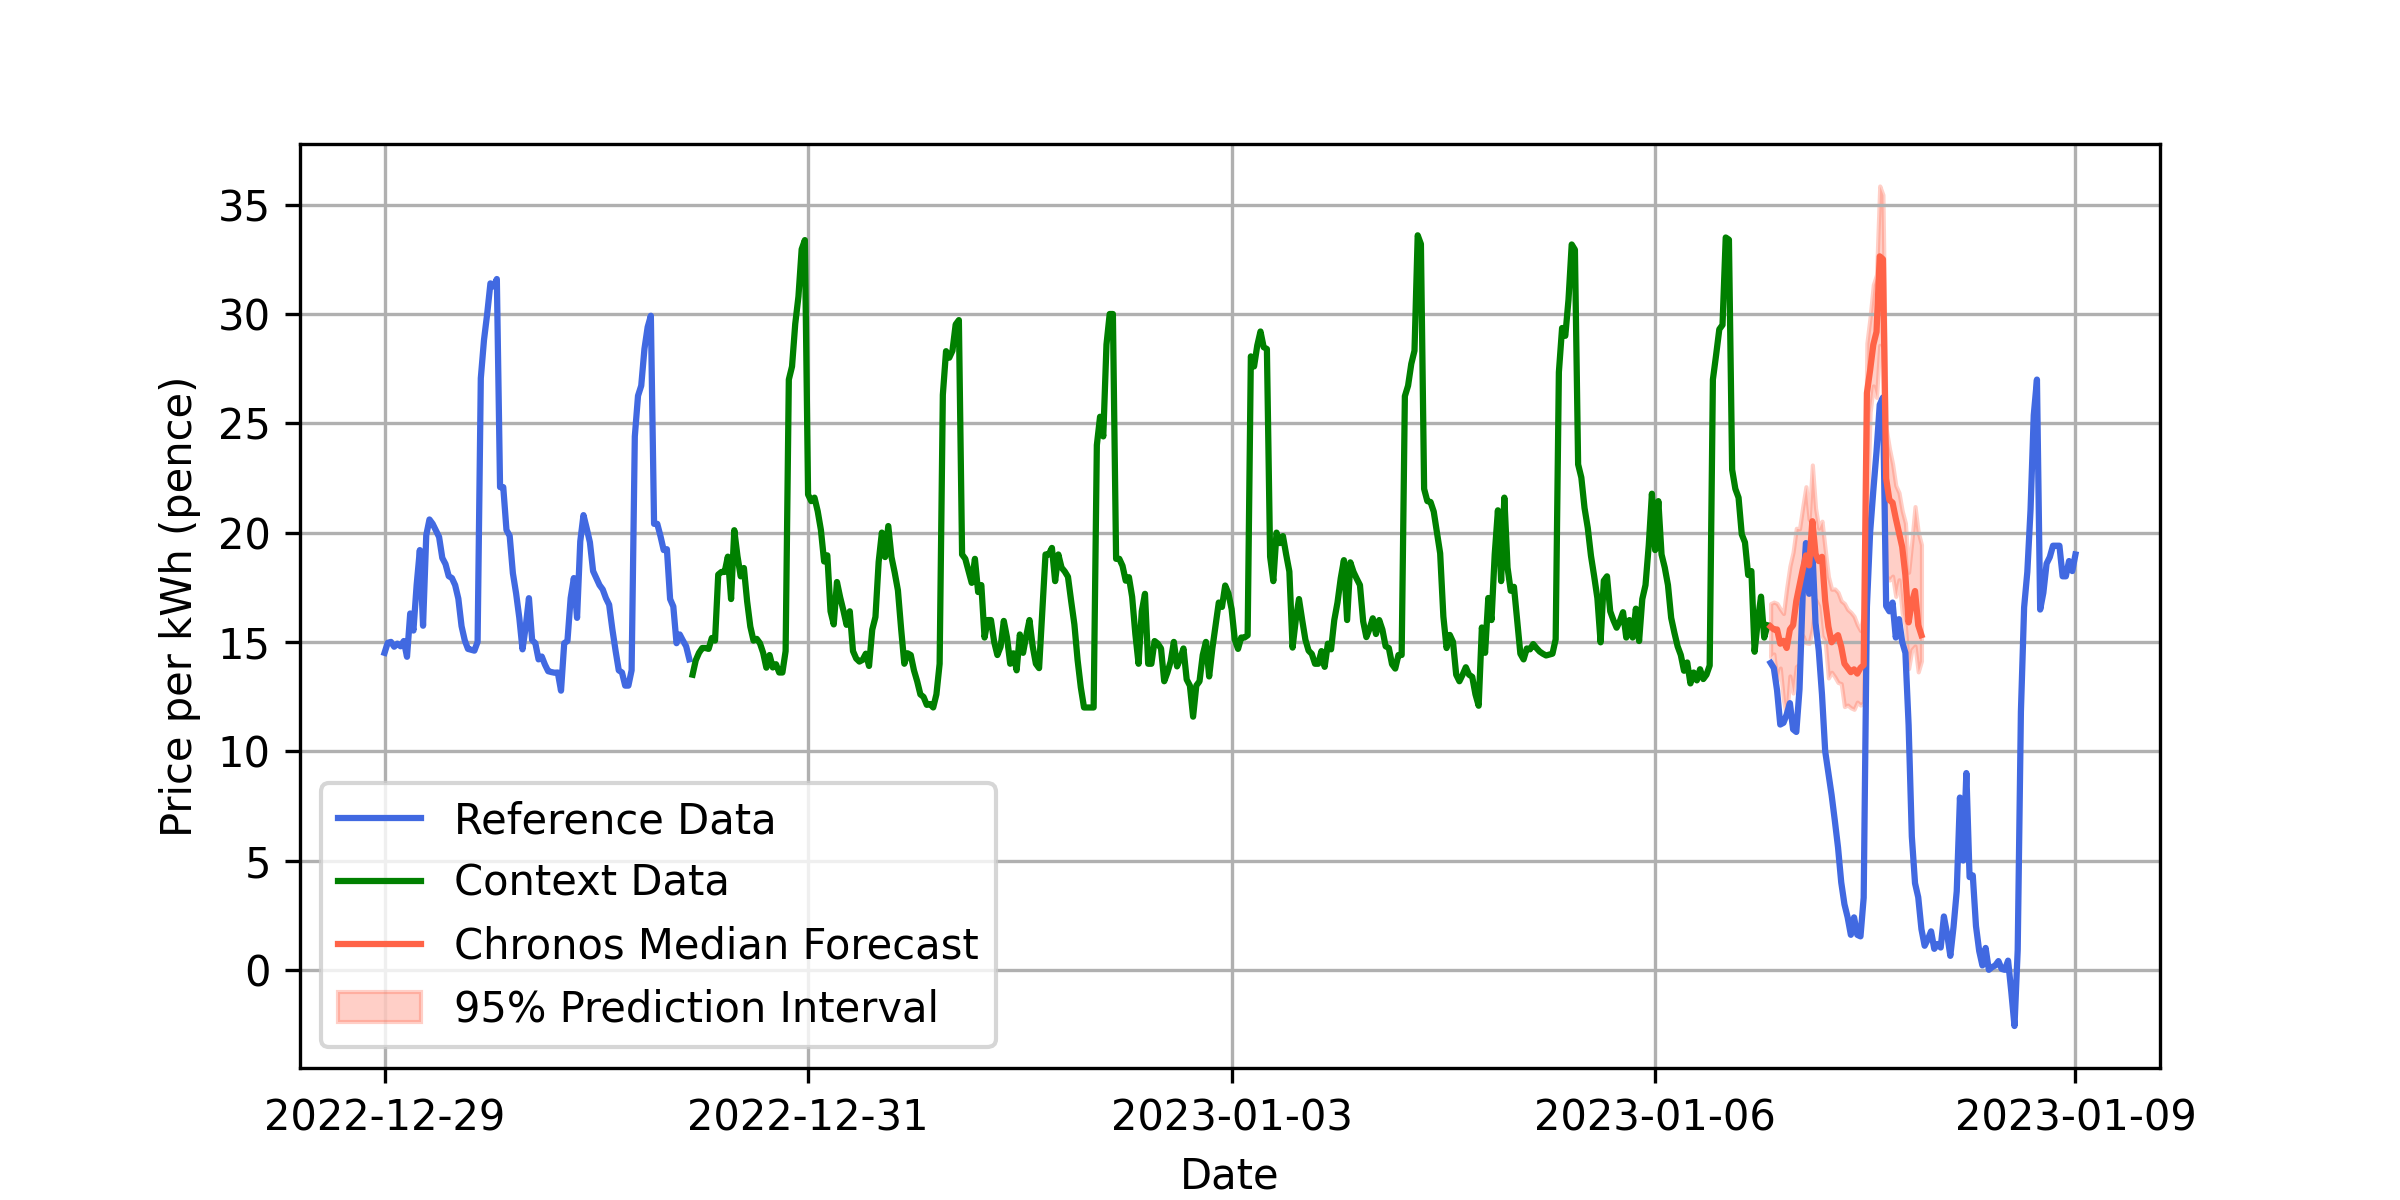 35
30
25
20
15
10
5
0
Price per kWh (pence)
Reference Data
Context Data
Chronos Median Forecast
95% Prediction Interval
2022-12-29 2022-12-31 2023-01-03 2023-01-06 2023-01-09
Date